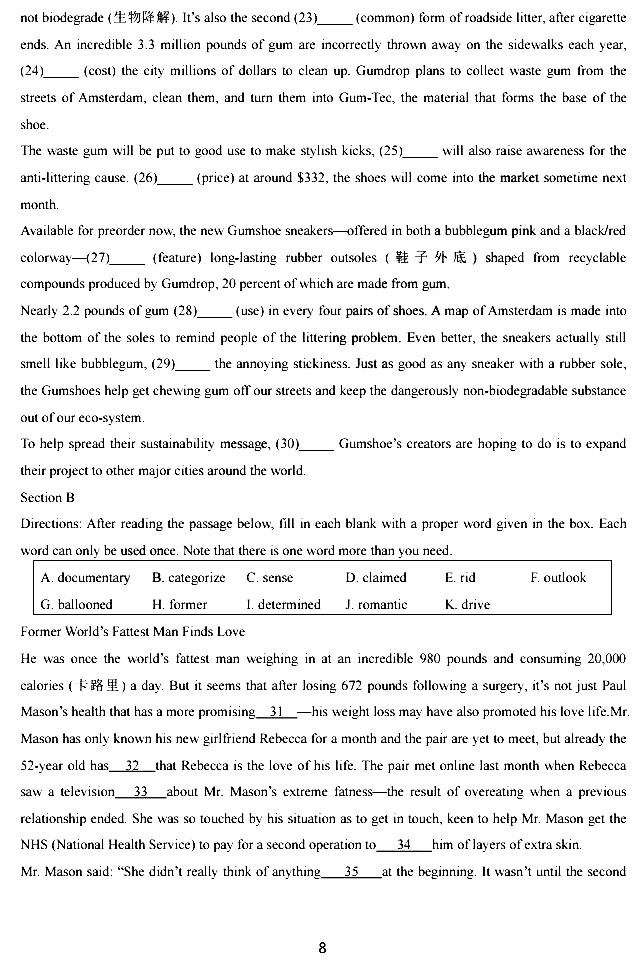 not biodegrade (生物降解). It's also the second (23)_____ (common) form of roadside litter, after cigarette
ends. An incredible 3.3 million pounds of gum are incorrectly thrown away on the sidewalks each year,
(24)_____ (cost) the city millions of dollars to clean up. Gumdrop plans to collect waste gum from the
streets of Amsterdam, clean them, and turn them into Gum-Tec, the material that forms the base of the
shoe.
The waste gum will be put to good use to make stylish kicks, (25)_____ will also raise awareness for the
anti-littering cause. (26)_____ (price) at around $332, the shoes will come into the market sometime next
month.
Available for preorder now, the new Gumshoe sneakers—offered in both a bubblegum pink and a black/red
colorway—(27)_____ (feature) long-lasting rubber outsoles (鞋子外底) shaped from recyclable
compounds produced by Gumdrop, 20 percent of which are made from gum.
Nearly 2.2 pounds of gum (28)_____ (use) in every four pairs of shoes. A map of Amsterdam is made into
the bottom of the soles to remind people of the littering problem. Even better, the sneakers actually still
smell like bubblegum, (29)_____ the annoying stickiness. Just as good as any sneaker with a rubber sole,
the Gumshoes help get chewing gum off our streets and keep the dangerously non-biodegradable substance
out of our eco-system.
To help spread their sustainability message, (30)_____ Gumshoe's creators are hoping to do is to expand
their project to other major cities around the world.
Section B
Directions: After reading the passage below, fill in each blank with a proper word given in the box. Each
word can only be used once. Note that there is one word more than you need.
A. documentary B. categorize C. sense D. claimed E. rid F. outlook
G. ballooned H. former I. determined J. romantic K. drive
Former World's Fattest Man Finds Love
He was once the world's fattest man weighing in at an incredible 980 pounds and consuming 20,000
calories (卡路里) a day. But it seems that after losing 672 pounds following a surgery, it's not just Paul
Mason's health that has a more promising__31__—his weight loss may have also promoted his love life.Mr.
Mason has only known his new girlfriend Rebecca for a month and the pair are yet to meet, but already the
52-year old has__32__that Rebecca is the love of his life. The pair met online last month when Rebecca
saw a television__33__about Mr. Mason's extreme fatness—the result of overeating when a previous
relationship ended. She was so touched by his situation as to get in touch, keen to help Mr. Mason get the
NHS (National Health Service) to pay for a second operation to__34__him of layers of extra skin.
Mr. Mason said: "She didn't really think of anything__35__at the beginning. It wasn't until the second
8